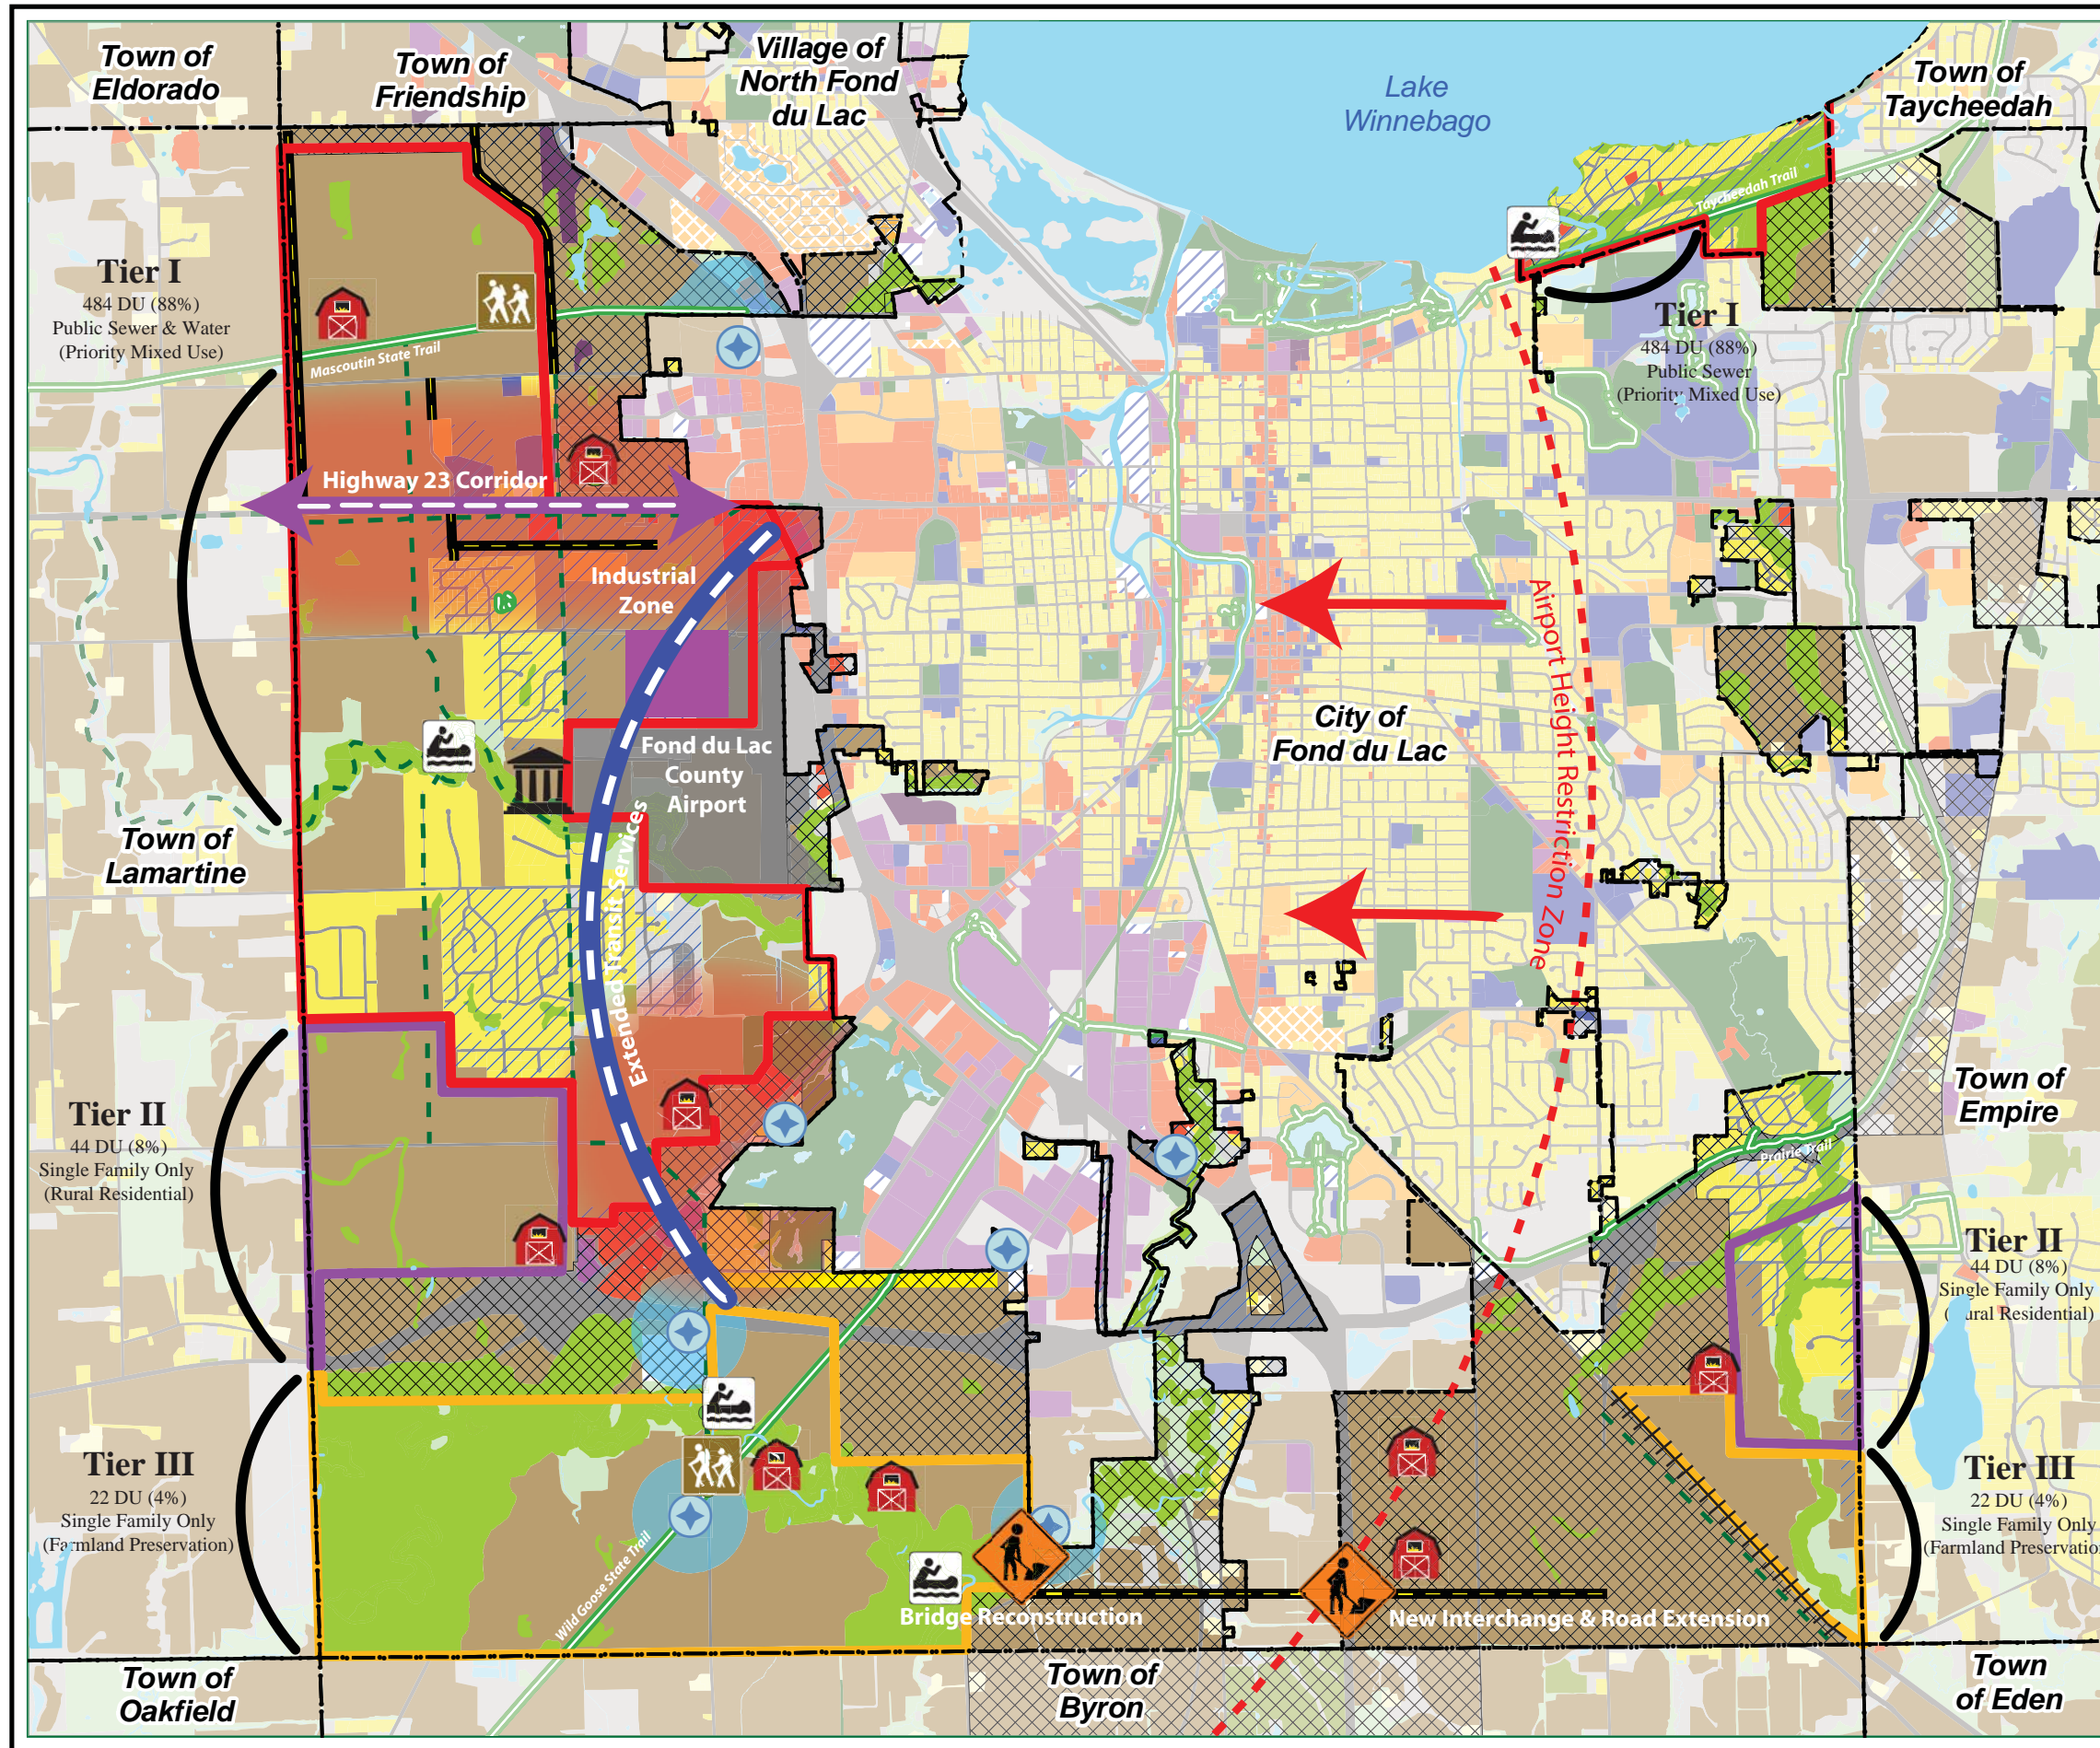 Town of
Eldorado
Town of
Friendship
Village of
North Fond
du Lac
Lake
Winnebago
Town of
Taycheedah
Taycheedah Trail
Tier I
484 DU (88%)
Public Sewer & Water
(Priority Mixed Use)
Mascoutin State Trail
Tier I
484 DU (88%)
Public Sewer
(Priority Mixed Use)
Highway 23 Corridor
Industrial
Zone
Airport Height Restriction Zone
City of
Fond du Lac
Fond du Lac
County
Airport
Extended Transit Services
Town of
Lamartine
Town of
Empire
Prairie Trail
Tier II
44 DU (8%)
Single Family Only
(Rural Residential)
Tier II
44 DU (8%)
Single Family Only
ural Residential)
Tier III
22 DU (4%)
Single Family Only
(Farmland Preservation)
Tier III
22 DU (4%)
Single Family Only
(Farmland Preservatio
Wild Goose State Trail
Bridge Reconstruction
New Interchange & Road Extension
Town of
Oakfield
Town of
Byron
Town
of Eden